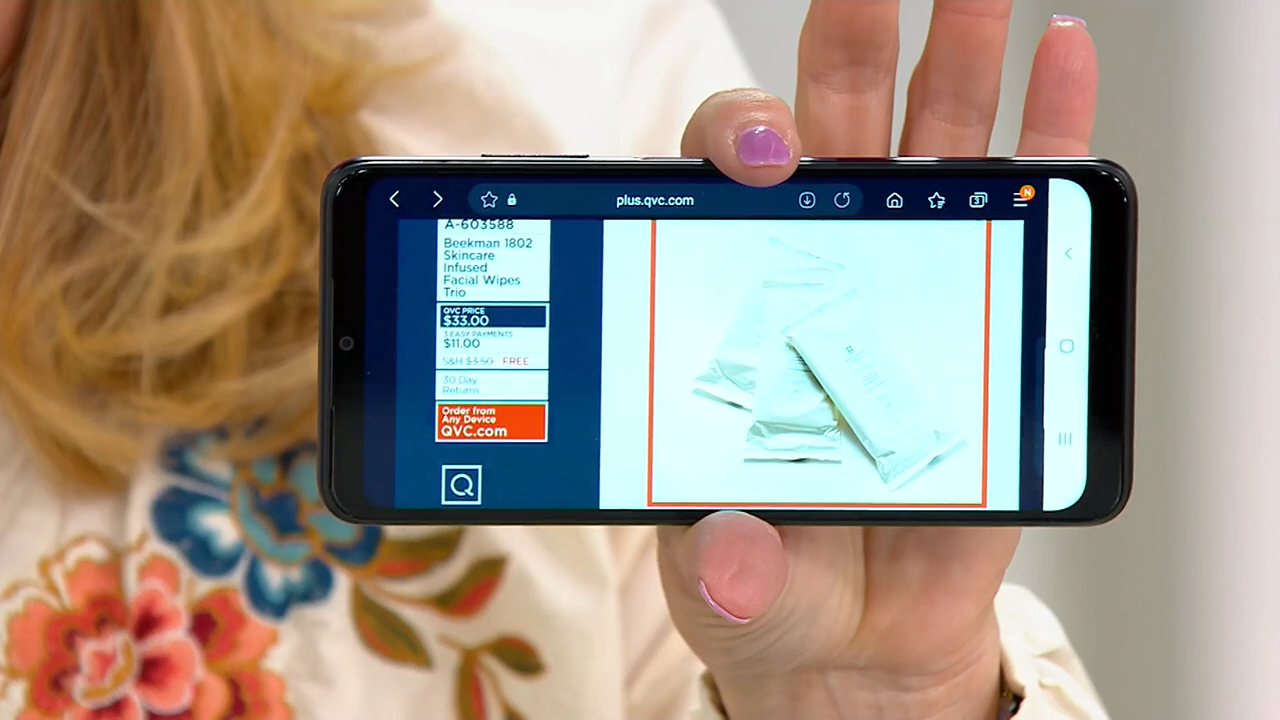 plus.qvc.com
3
N
A-603588
Beekman 1802
Skincare
Infused
Facial Wipes
Trio
QVC PRICE
$33.00
3 EASY PAYMENTS
$11.00
S&H $3.50 FREE
30 Day
Returns
Order from
Any Device
QVC.com
Q